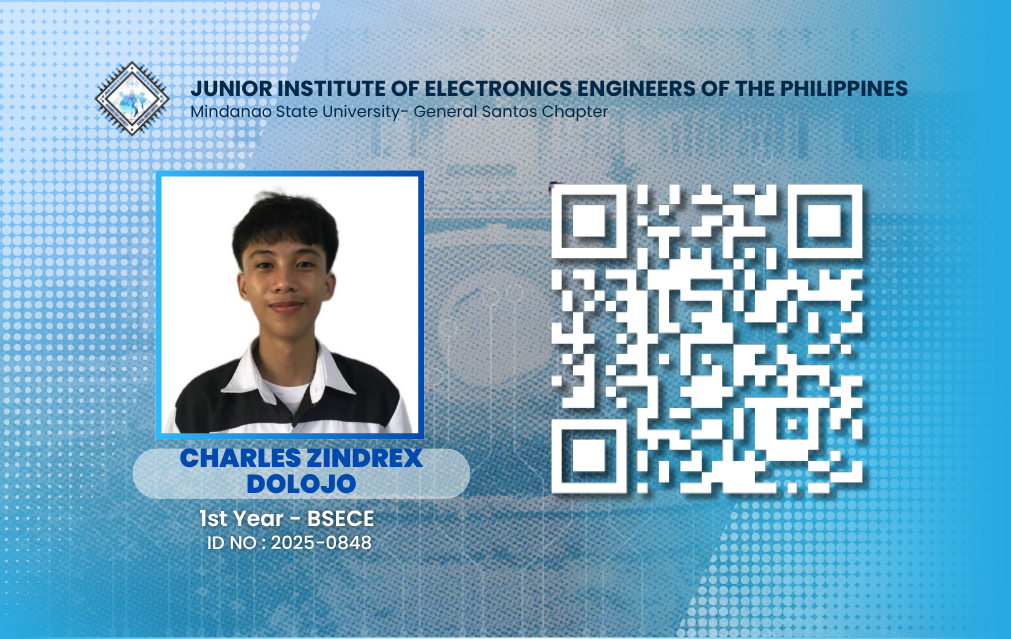 JUNIOR INSTITUTE OF ELECTRONICS ENGINEERS OF THE PHILIPPINES
Mindanao State University- General Santos Chapter
CHARLES ZINDREX
DOLOJO
1st Year - BSECE
ID NO : 2025-0848